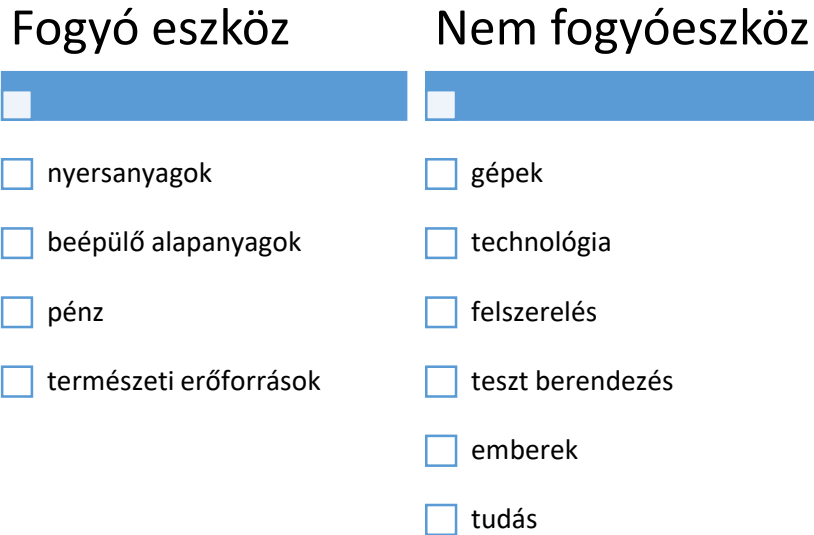 Fogyó eszköz
nyersanyagok
beépülő alapanyagok
pénz
természeti erőforrások
Nem fogyóeszköz
gépek
technológia
felszerelés
teszt berendezés
emberek
tudás